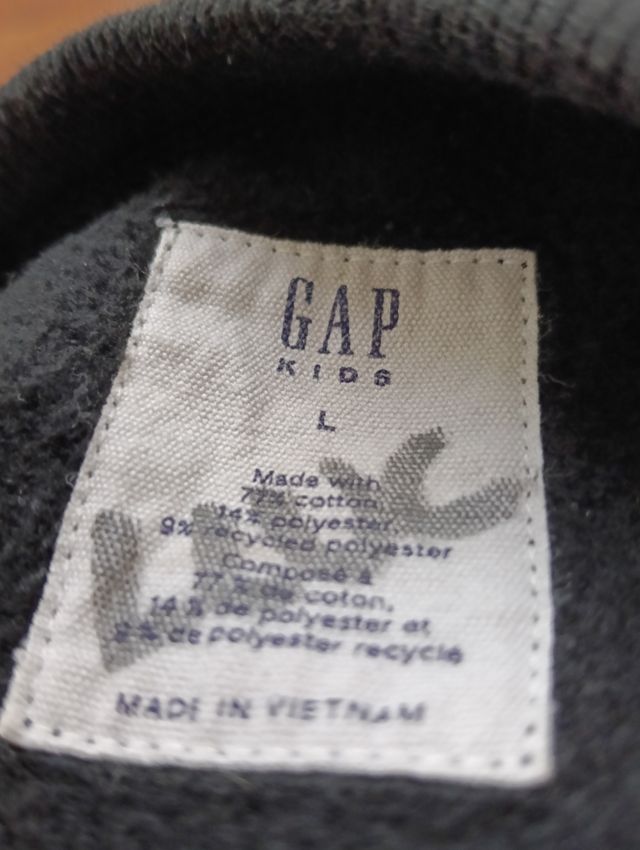 GAP
KIDS
L
Made with
77% cotton,
14% polyester,
9% recycled polyester
Composé à
77 % de coton,
14 % de polyester et
9 % de polyester recyclé
MADE IN VIETNAM